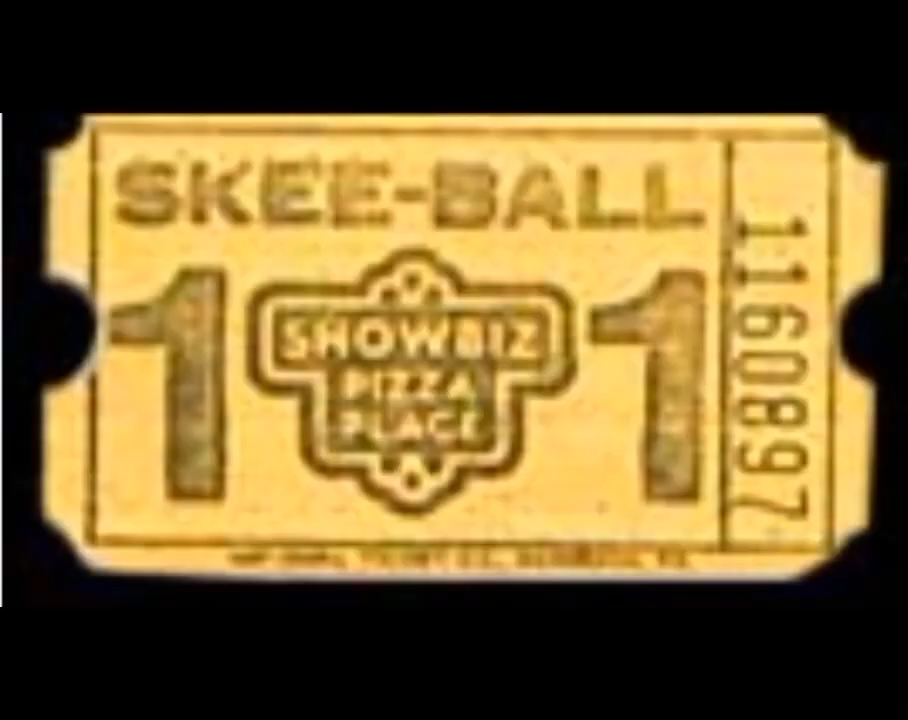 SKEE-BALL
1 SHOWBIZ 1
PIZZA
PLACE
1160897